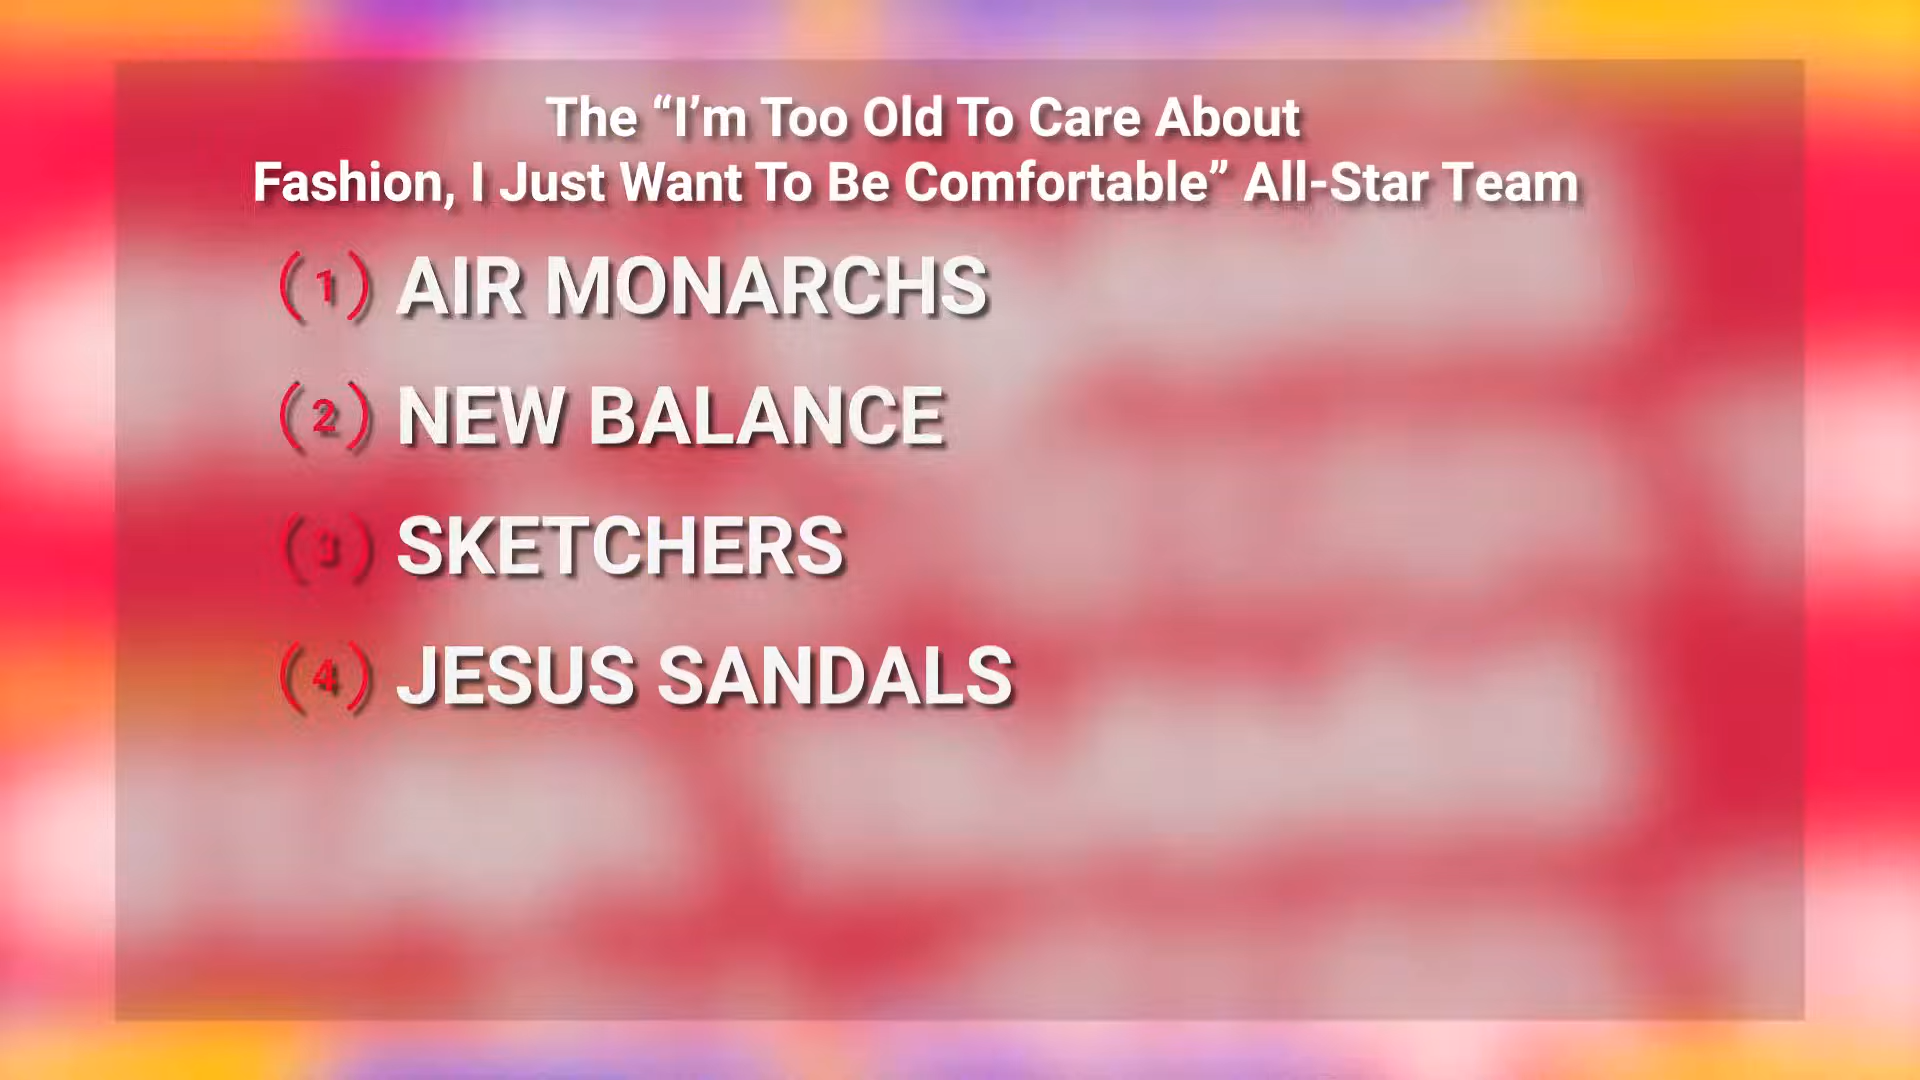 The “I’m Too Old To Care About
Fashion, I Just Want To Be Comfortable” All-Star Team
(1) AIR MONARCHS
(2) NEW BALANCE
(3) SKETCHERS
(4) JESUS SANDALS